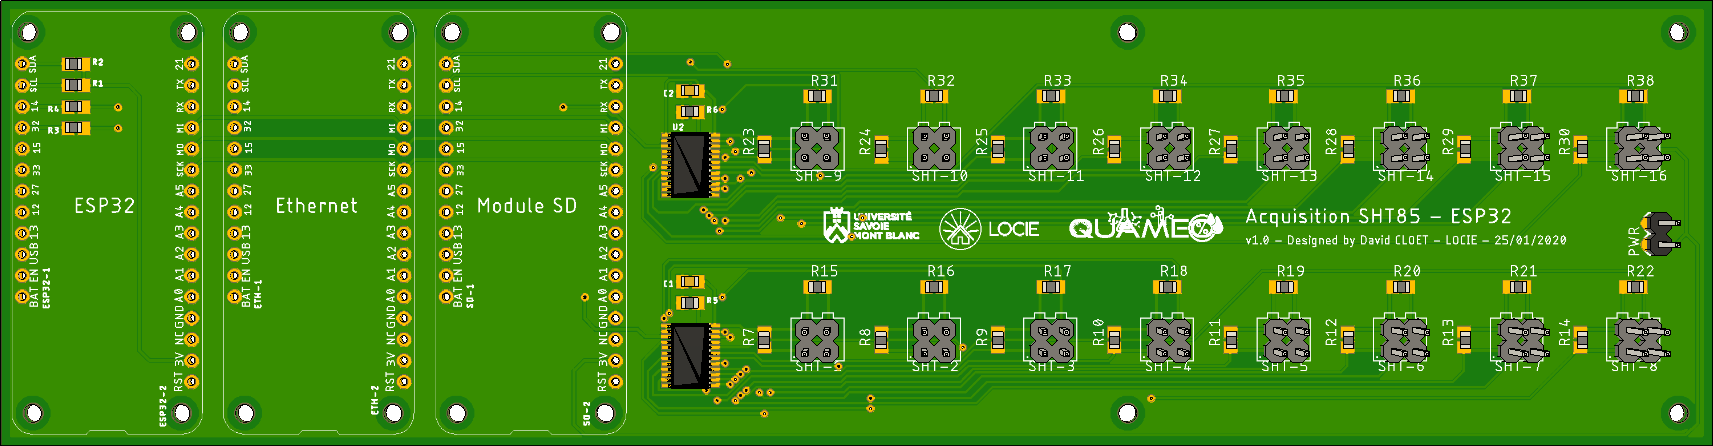 SDA
SCL
14
32
15
33
27
12
13
USB
EN
BAT
ESP32-1
R2
R1
R4
R3
ESP32
21
TX
RX
MI
MO
SCK
A5
A4
A3
A2
A1
A0
GND
NC
3V
RST
ESP32-2
SDA
SCL
14
32
15
33
27
12
13
USB
EN
BAT
ETH-1
Ethernet
21
TX
RX
MI
MO
SCK
A5
A4
A3
A2
A1
A0
GND
NC
3V
RST
ETH-2
SDA
SCL
14
32
15
33
27
12
13
USB
EN
BAT
SD-1
Module SD
21
TX
RX
MI
MO
SCK
A5
A4
A3
A2
A1
A0
GND
NC
3V
RST
SD-2
C2
R6
U2
R31 R32 R33 R34 R35 R36 R37 R38
R23 R24 R25 R26 R27 R28 R29 R30
SHT-9 SHT-10 SHT-11 SHT-12 SHT-13 SHT-14 SHT-15 SHT-16
UNIVERSITÉ
SAVOIE
MONT BLANC
LOCIE
QUAMEO
Acquisition SHT85 - ESP32
v1.0 - Designed by David CLOET - LOCIE - 25/01/2020
PWR
C1
R5
R15 R16 R17 R18 R19 R20 R21 R22
R7 R8 R9 R10 R11 R12 R13 R14
SHT-1 SHT-2 SHT-3 SHT-4 SHT-5 SHT-6 SHT-7 SHT-8